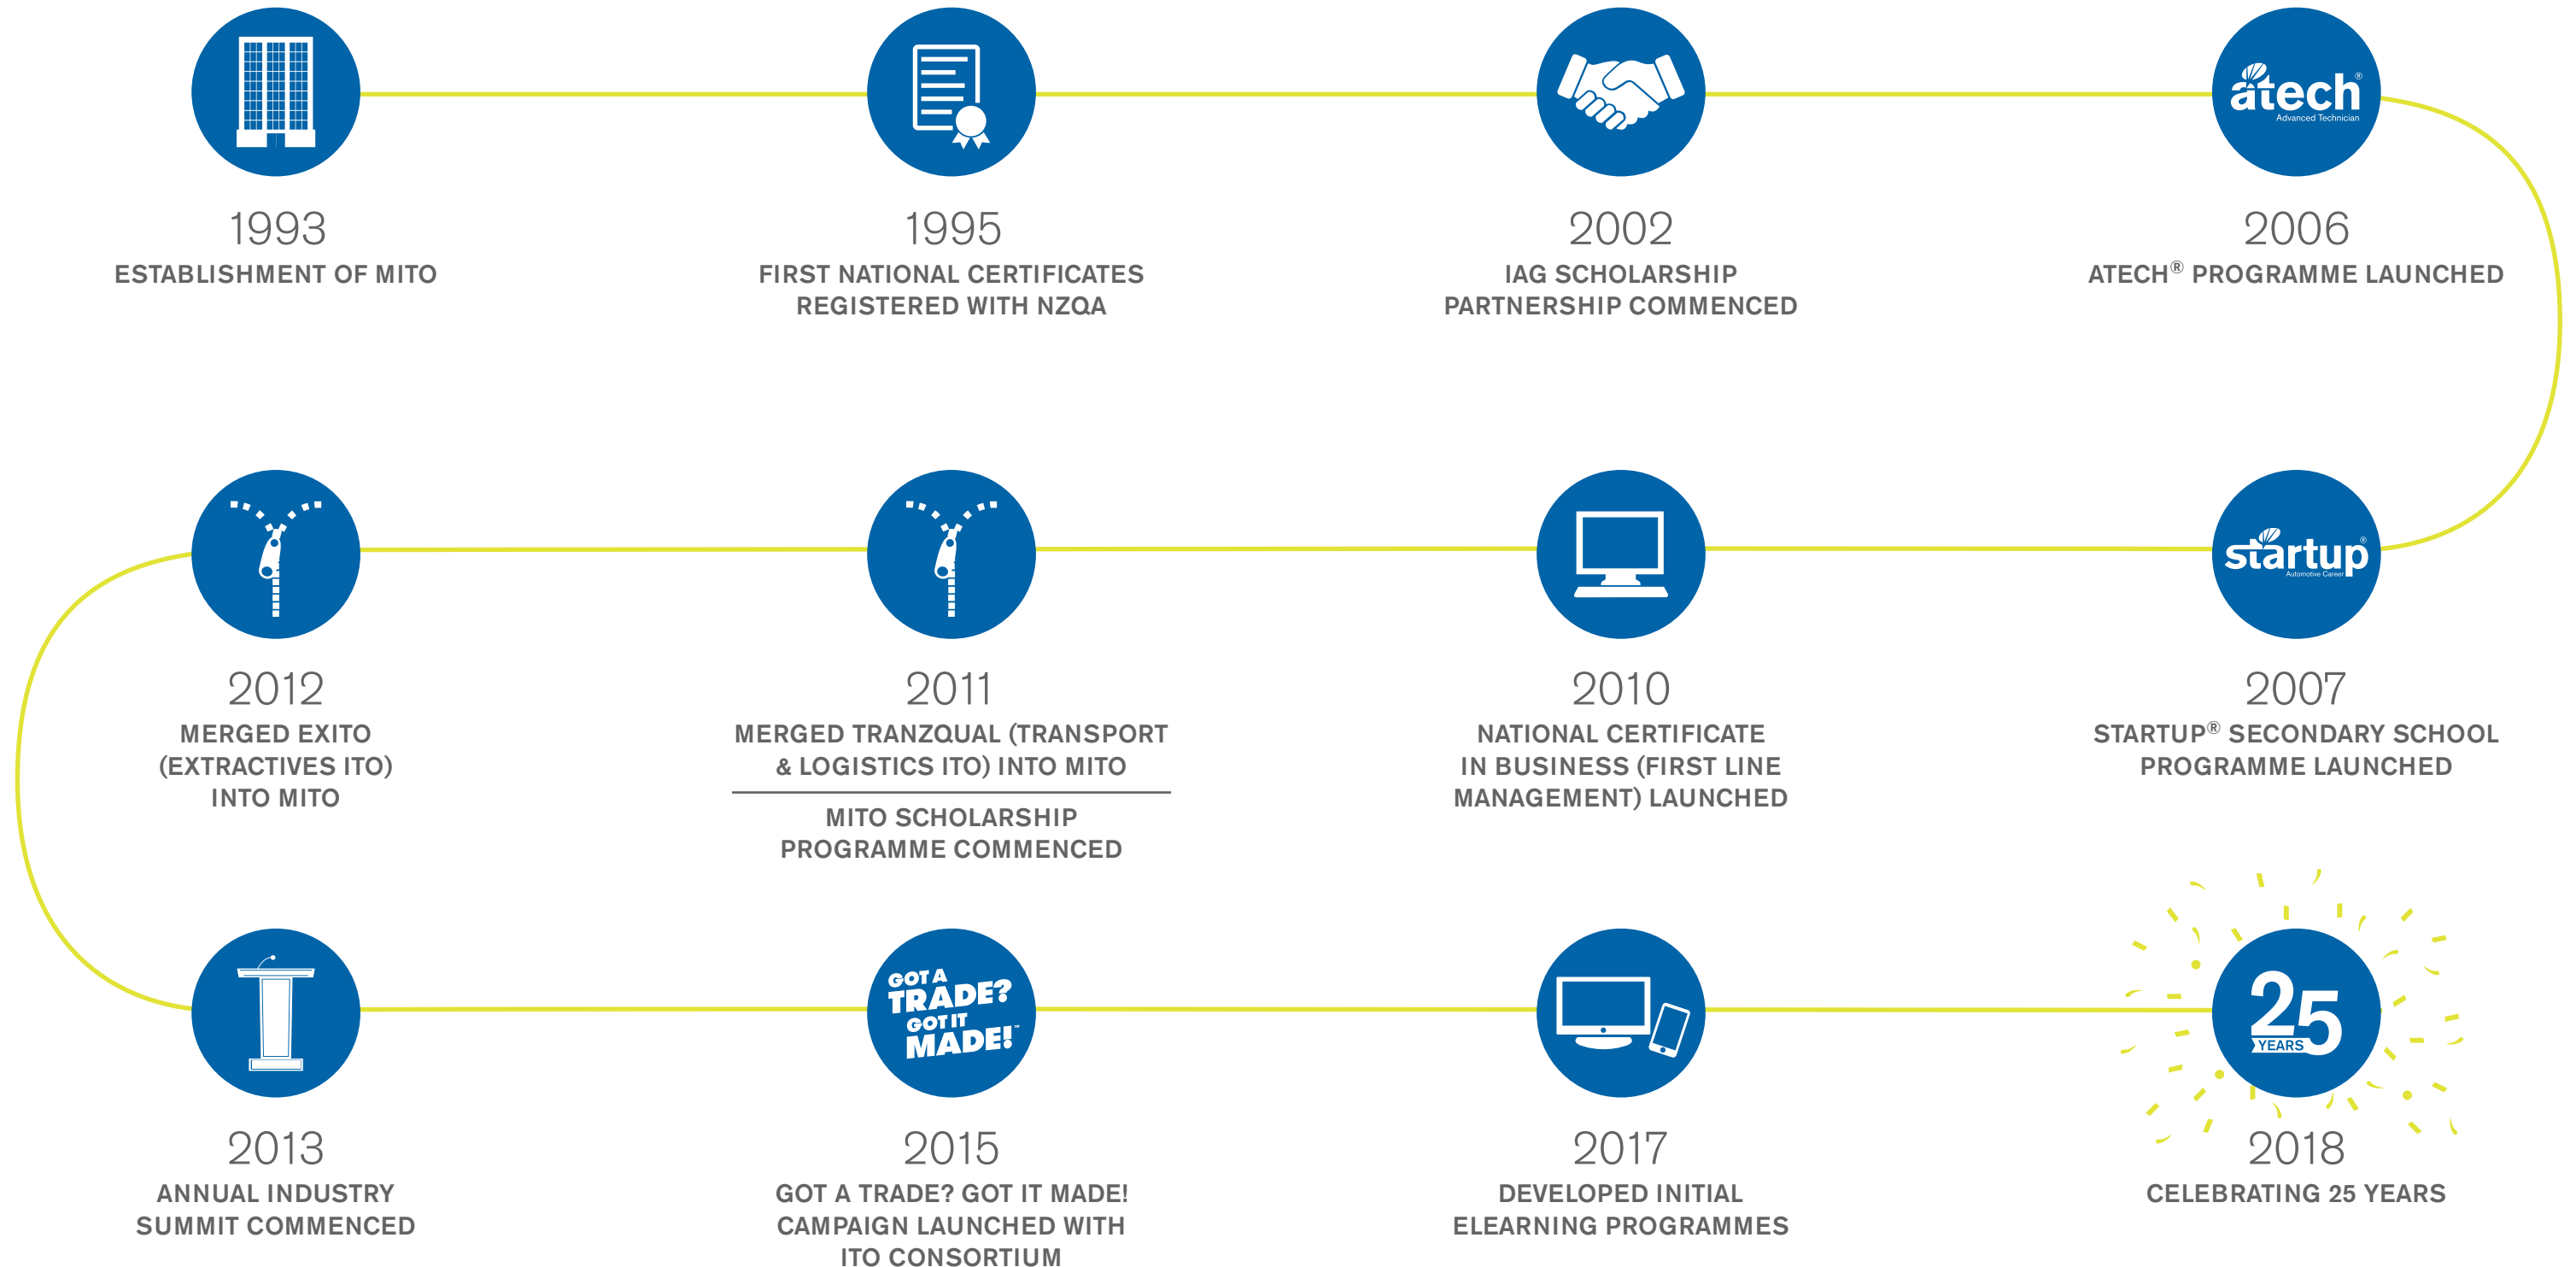 atech®
Advanced Technician
1993
ESTABLISHMENT OF MITO
1995
FIRST NATIONAL CERTIFICATES
REGISTERED WITH NZQA
2002
IAG SCHOLARSHIP
PARTNERSHIP COMMENCED
2006
ATECH® PROGRAMME LAUNCHED
startup®
Automotive Career
2007
STARTUP® SECONDARY SCHOOL
PROGRAMME LAUNCHED
2010
NATIONAL CERTIFICATE
IN BUSINESS (FIRST LINE
MANAGEMENT) LAUNCHED
2011
MERGED TRANZQUAL (TRANSPORT
& LOGISTICS ITO) INTO MITO
MITO SCHOLARSHIP
PROGRAMME COMMENCED
2012
MERGED EXITO
(EXTRACTIVES ITO)
INTO MITO
2013
ANNUAL INDUSTRY
SUMMIT COMMENCED
GOT A
TRADE?
GOT IT
MADE!™
2015
GOT A TRADE? GOT IT MADE!
CAMPAIGN LAUNCHED WITH
ITO CONSORTIUM
2017
DEVELOPED INITIAL
ELEARNING PROGRAMMES
25
YEARS
2018
CELEBRATING 25 YEARS